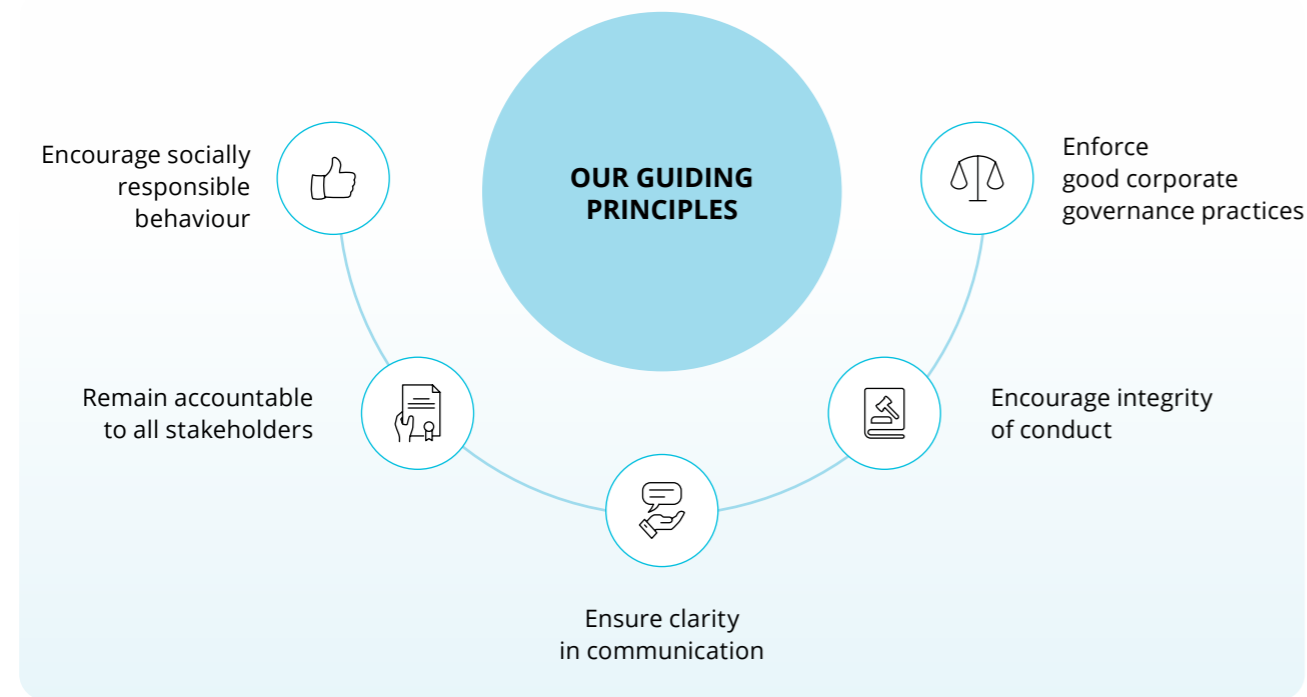 OUR GUIDING
PRINCIPLES
Encourage socially
responsible
behaviour
Remain accountable
to all stakeholders
Ensure clarity
in communication
Encourage integrity
of conduct
Enforce
good corporate
governance practices